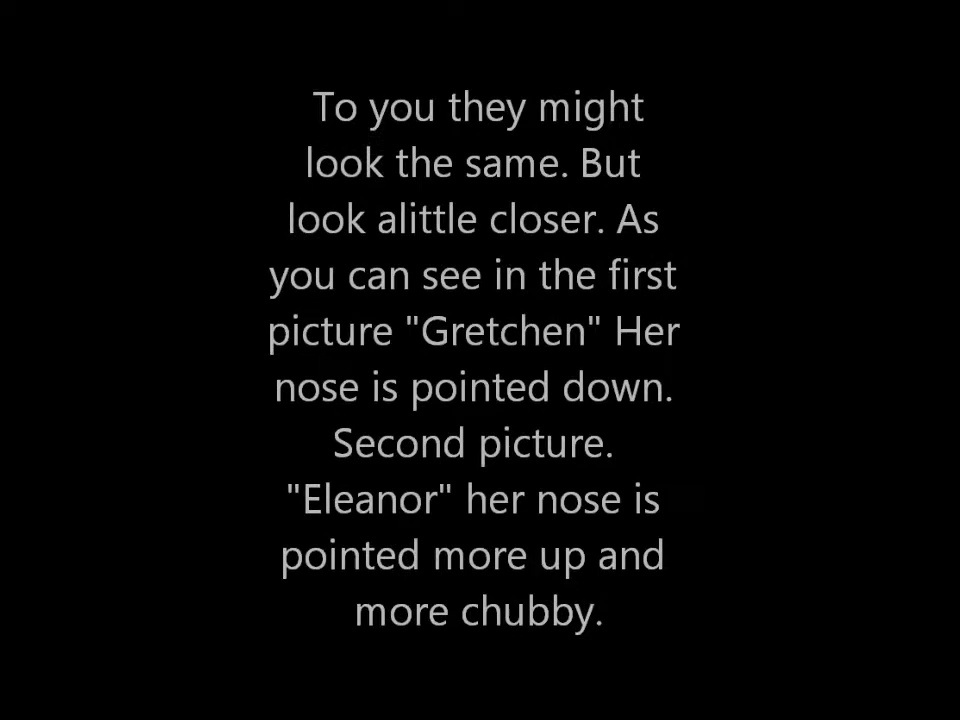 To you they might
look the same. But
look alittle closer. As
you can see in the first
picture "Gretchen" Her
nose is pointed down.
Second picture.
"Eleanor" her nose is
pointed more up and
more chubby.